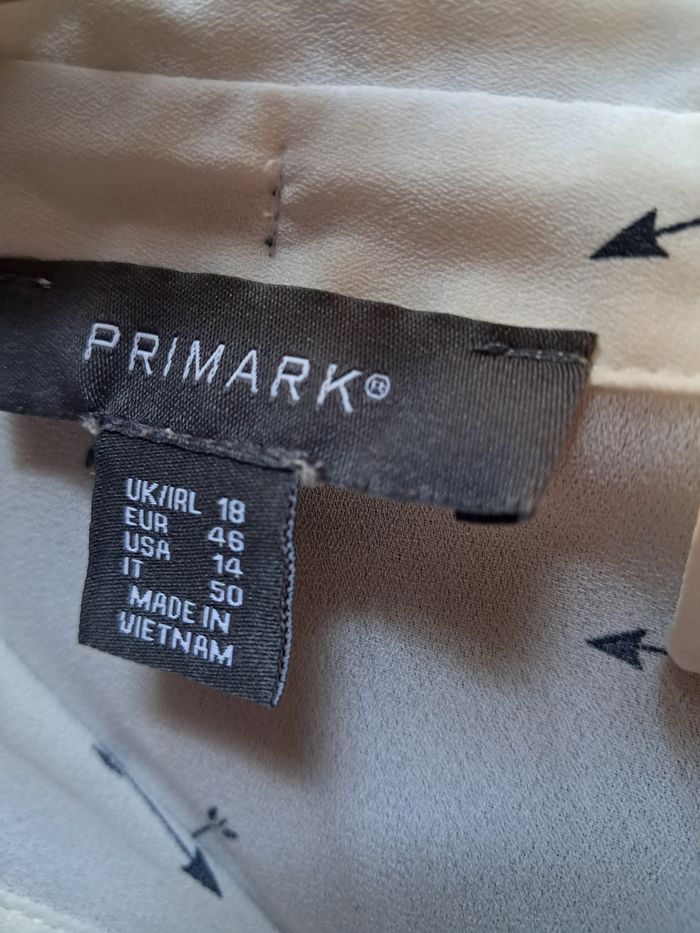 PRIMARK®
UK/IRL 18
EUR 46
USA 14
IT 50
MADE IN
VIETNAM